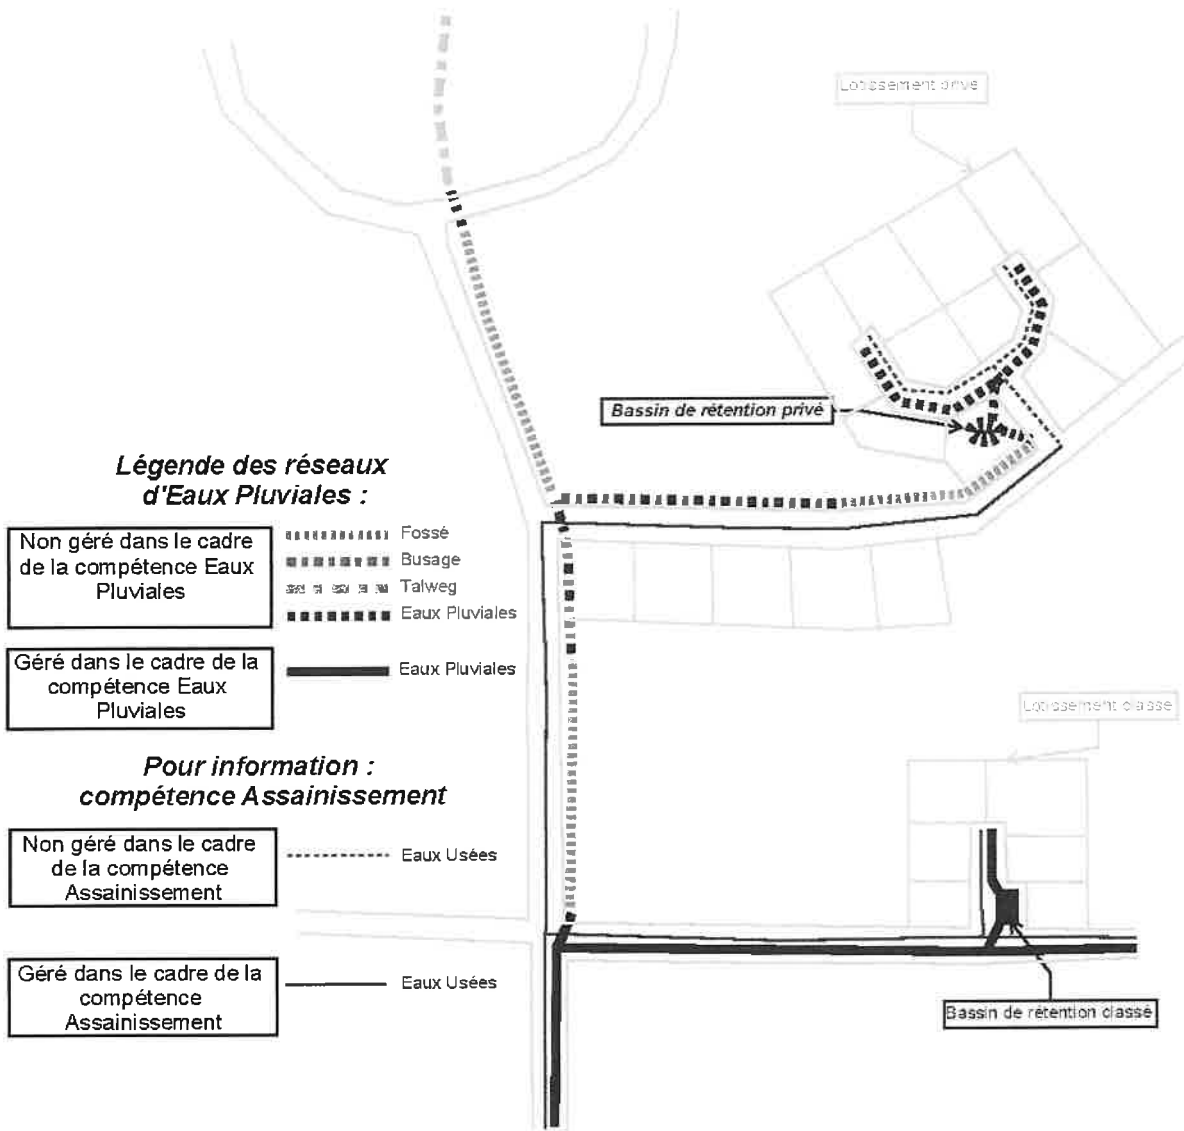 Lotissement privé
Bassin de rétention privé
Légende des réseaux
d'Eaux Pluviales :
Non géré dans le cadre
de la compétence Eaux
Pluviales
Fossé
Busage
Talweg
Eaux Pluviales
Géré dans le cadre de la
compétence Eaux
Pluviales
Eaux Pluviales
Lotissement classé
Pour information :
compétence Assainissement
Non géré dans le cadre
de la compétence
Assainissement
Eaux Usées
Géré dans le cadre de la
compétence
Assainissement
Eaux Usées
Bassin de rétention classé